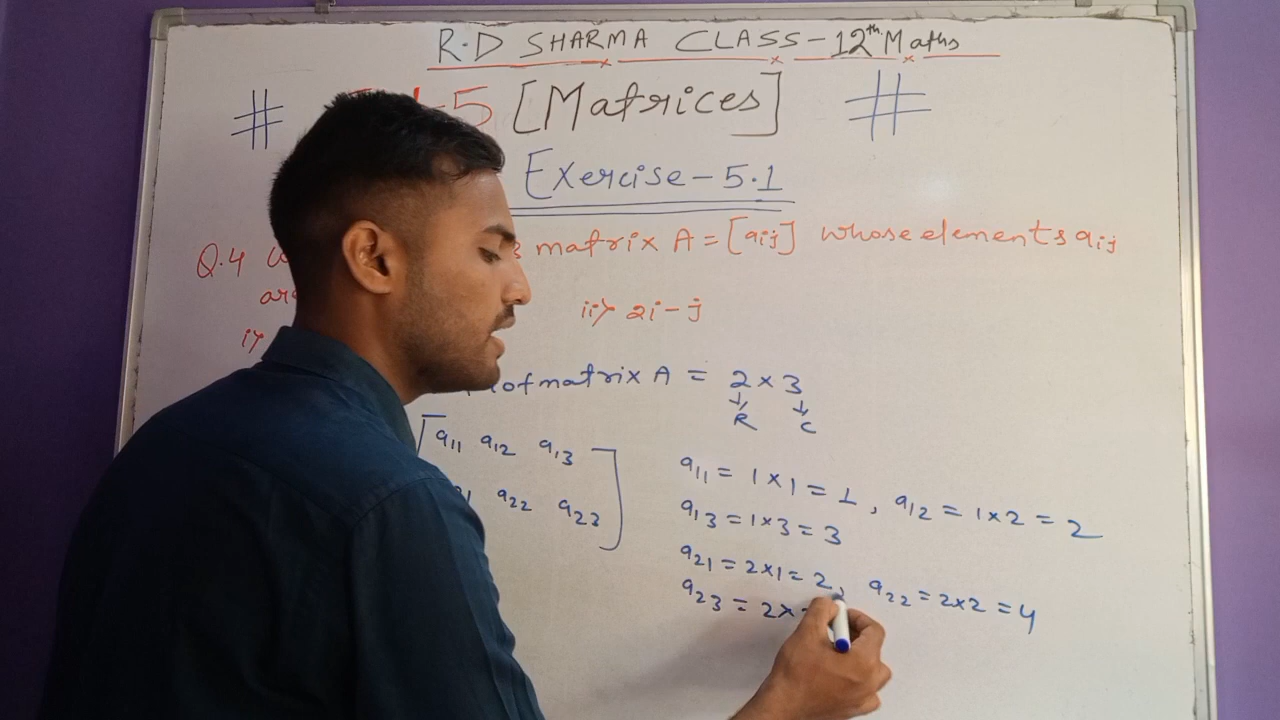 R.D SHARMA CLASS-12th Maths
# -5 [Matrices] #
Exercise-5.1
Q.4 matrix A = [aij] whose elements aij
ii) 2i-j
i)
of matrix A = 2×3
R C
a11 a12 a13
a22 a23
a11 = 1×1 = 1, a12 = 1×2 = 2
a13 = 1×3 = 3
a21 = 2×1 = 2, a22 = 2×2 = 4
a23 = 2×